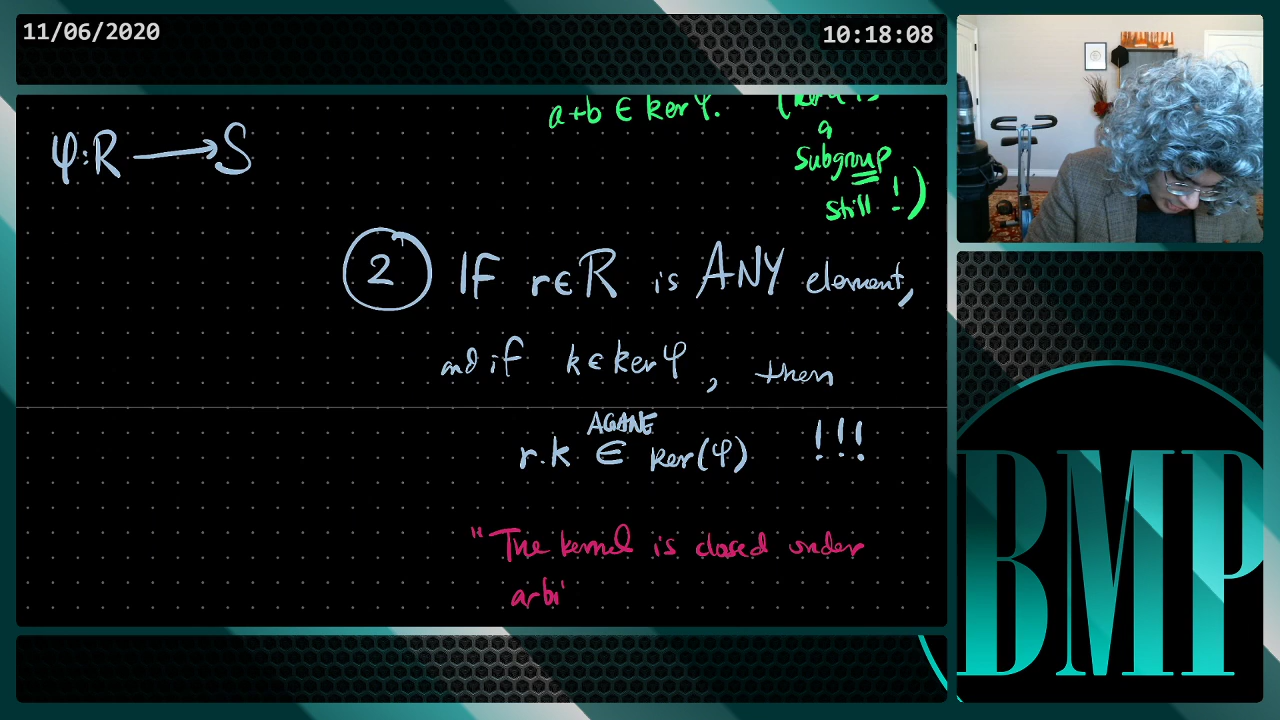 11/06/2020
10:18:08
a+b ∈ ker φ.
a
subgroup
still!)
φ: R → S
② IF r∈R is ANY element,
and if k∈ker φ, then
AGANE
r.k ∈ ker(φ) !!!
"The kernel is closed under
arbi
BMP